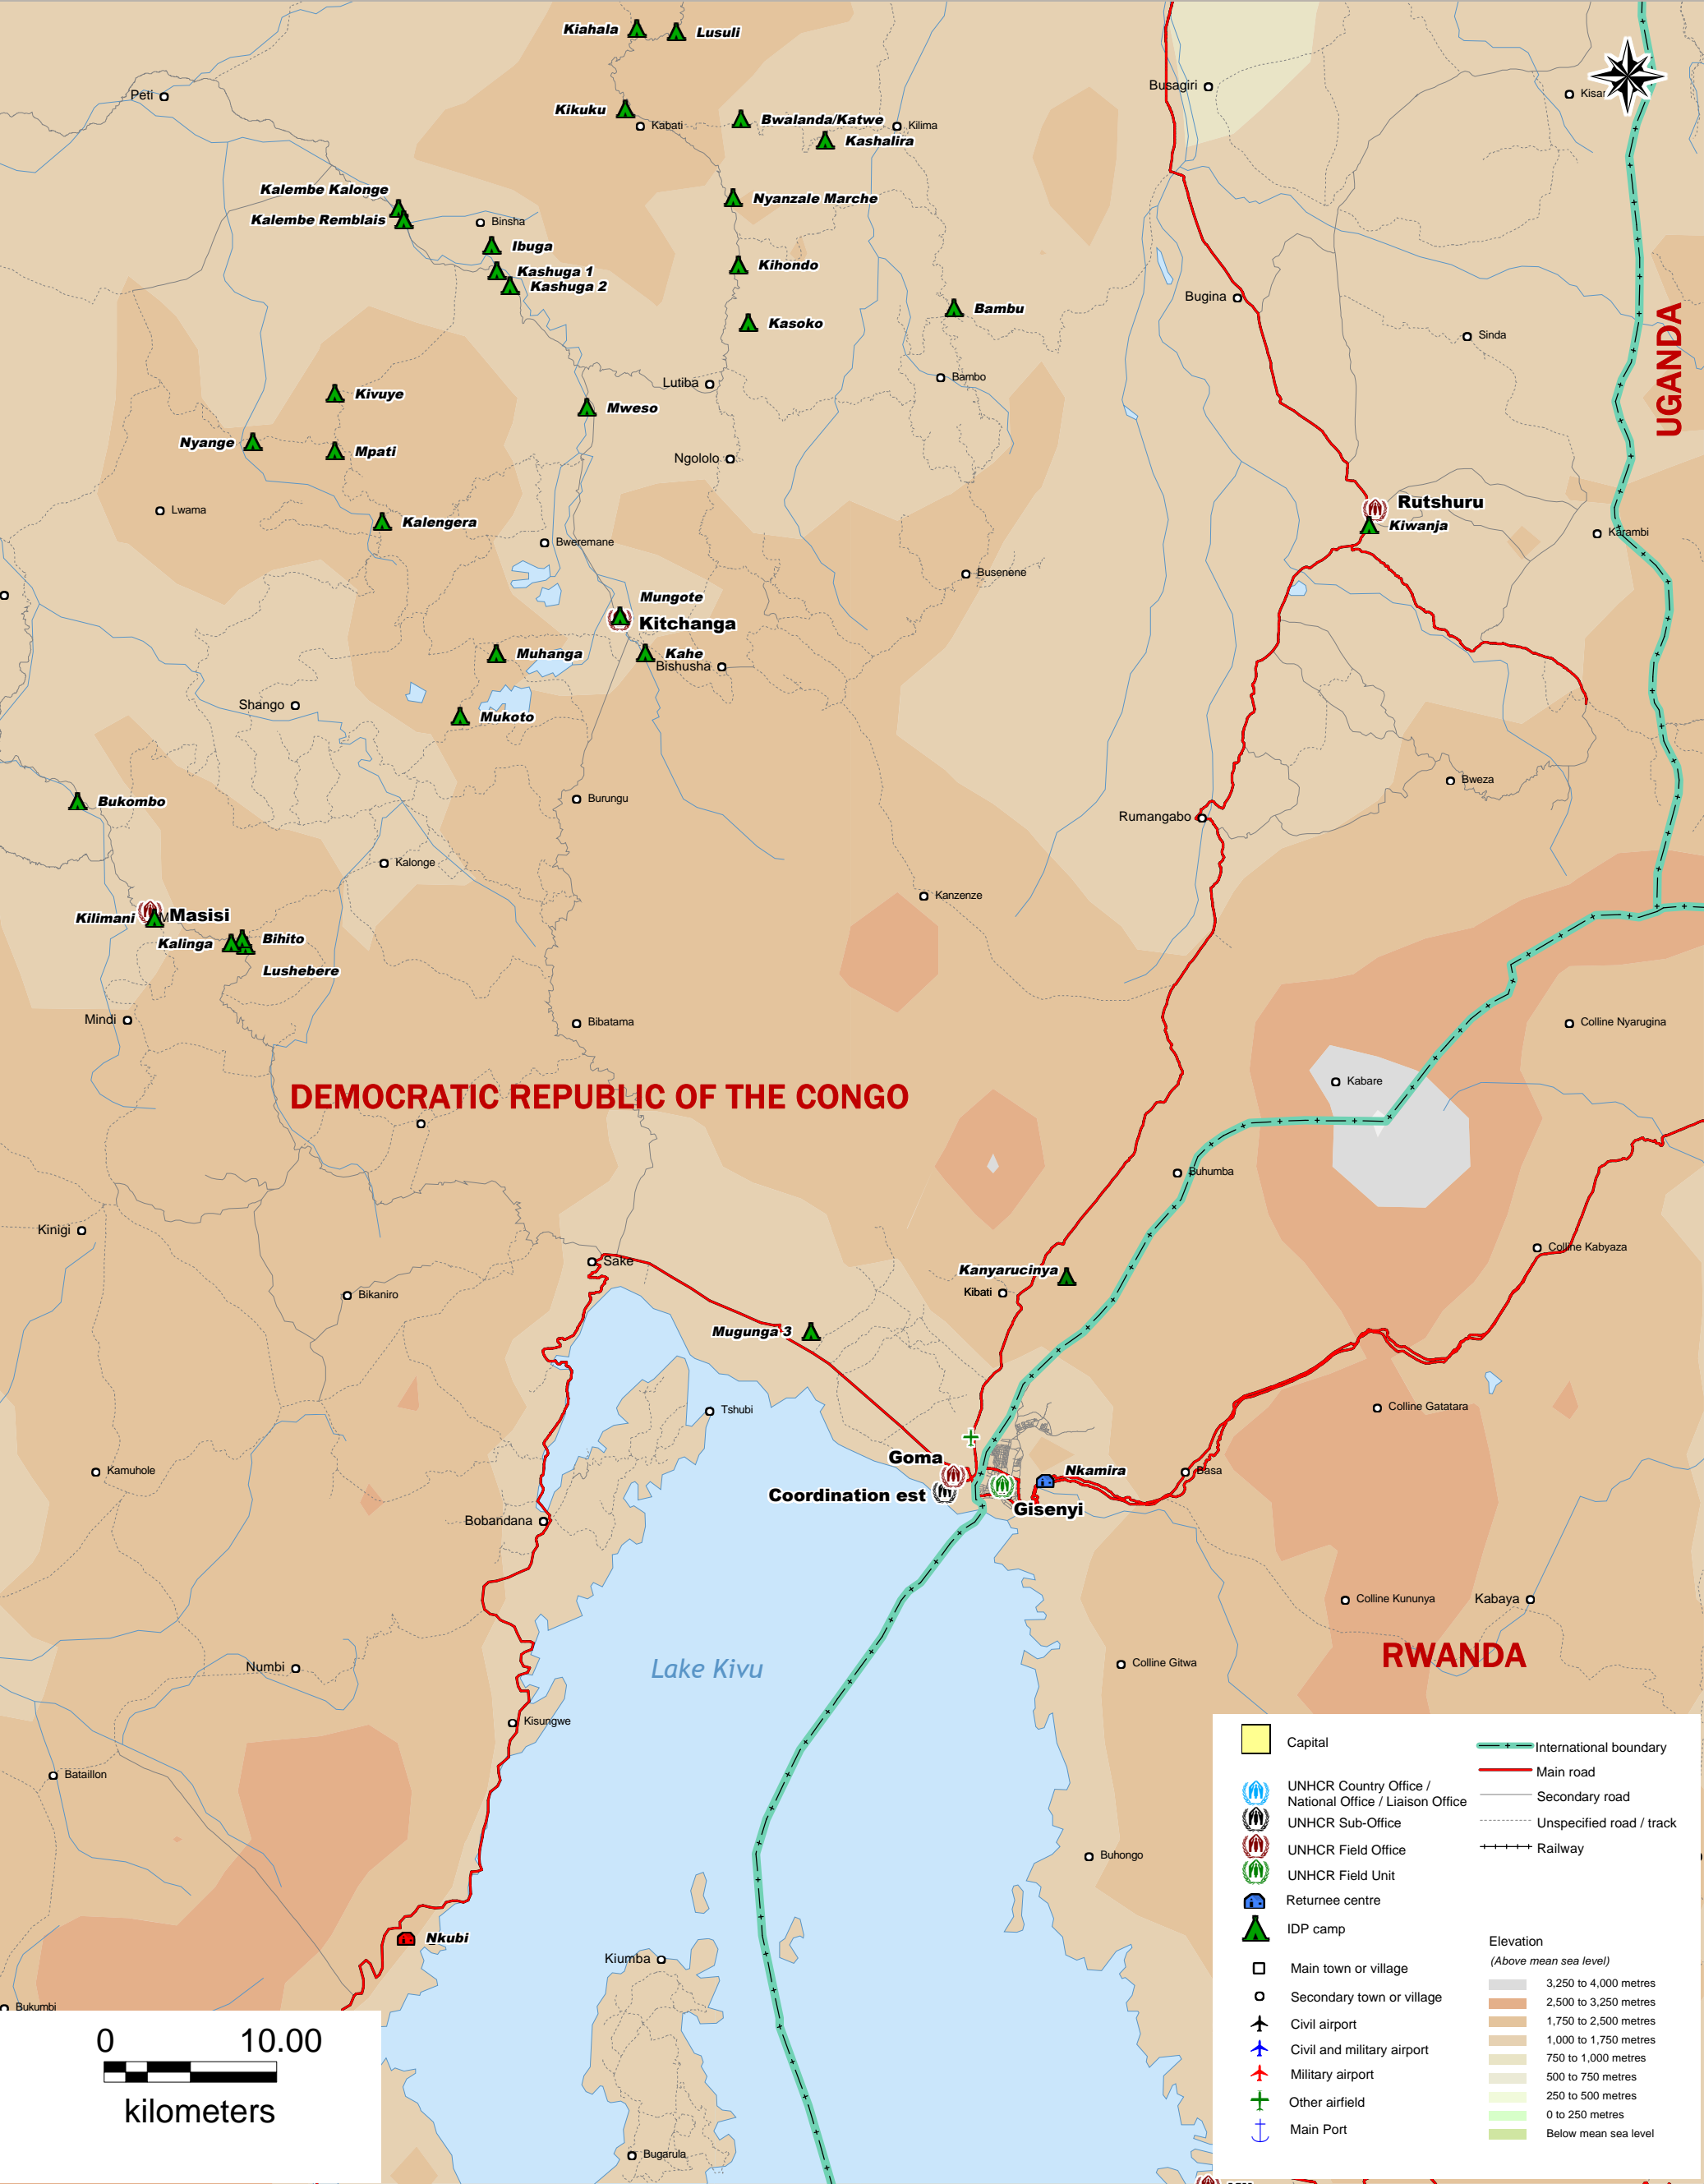 Kiahala
Lusuli
Busagiri
Peti
Kisar
Kikuku
Kabati
Bwalanda/Katwe
Kilima
Kashalira
Kalembe Kalonge
Nyanzale Marche
Kalembe Remblais
Binsha
Ibuga
Kashuga 1
Kihondo
Kashuga 2
Bugina
Bambu
UGANDA
Kasoko
Sinda
Bambo
Lutiba
Kivuye
Mweso
Nyange
Mpati
Ngololo
Rutshuru
Lwama
Kalengera
Kiwanja
Karambi
Bweremane
Busenene
Mungote
Kitchanga
Muhanga
Kahe
Bishusha
Shango
Mukoto
Bweza
Bukombo
Burungu
Rumangabo
Kalonge
Kanzenze
Masisi
Kilimani
Kalinga
Bihito
Lushebere
Mindi
Bibatama
Colline Nyarugina
Kabare
DEMOCRATIC REPUBLIC OF THE CONGO
Buhumba
Kinigi
Colline Kabyaza
Sake
Kanyarucinya
Kibati
Bikaniro
Mugunga 3
Colline Gatatara
Tshubi
Goma
Kamuhole
Nkamira
Basa
Coordination est
Gisenyi
Bobandana
Colline Kununya
Kabaya
RWANDA
Lake Kivu
Numbi
Colline Gitwa
Kisungwe
Bataillon
Buhongo
Nkubi
Kiumba
Bukumbi
Bugarula
0 10.00
kilometers
Capital
UNHCR Country Office /
National Office / Liaison Office
UNHCR Sub-Office
UNHCR Field Office
UNHCR Field Unit
Returnee centre
IDP camp
Main town or village
Secondary town or village
Civil airport
Civil and military airport
Military airport
Other airfield
Main Port
International boundary
Main road
Secondary road
Unspecified road / track
Railway
Elevation
(Above mean sea level)
3,250 to 4,000 metres
2,500 to 3,250 metres
1,750 to 2,500 metres
1,000 to 1,750 metres
750 to 1,000 metres
500 to 750 metres
250 to 500 metres
0 to 250 metres
Below mean sea level